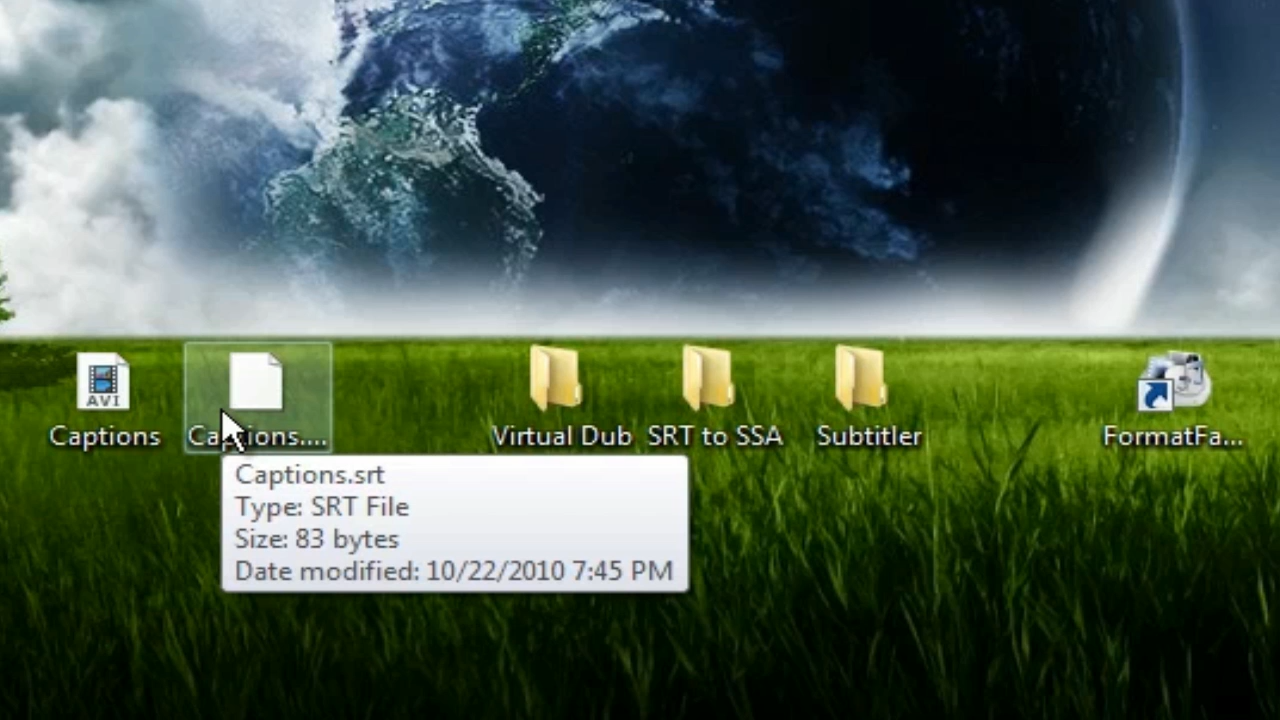 AVI
Captions
Captions....
Virtual Dub
SRT to SSA
Subtitler
FormatFa...
Captions.srt
Type: SRT File
Size: 83 bytes
Date modified: 10/22/2010 7:45 PM